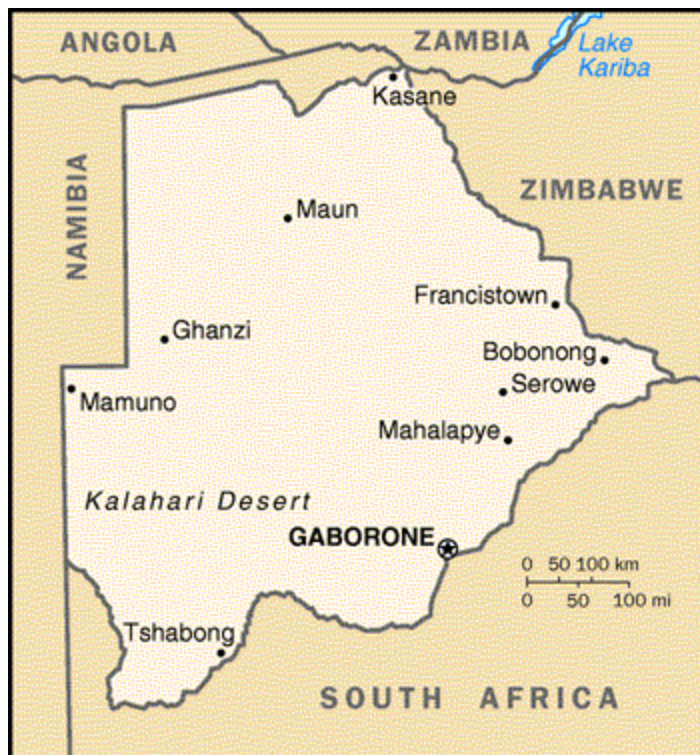 ANGOLA
ZAMBIA
Lake
Kariba
Kasane
NAMIBIA
ZIMBABWE
Maun
Francistown
Ghanzi
Bobonong
Serowe
Mamuno
Mahalapye
Kalahari Desert
GABORONE
0 50 100 km
0 50 100 mi
Tshabong
SOUTH AFRICA